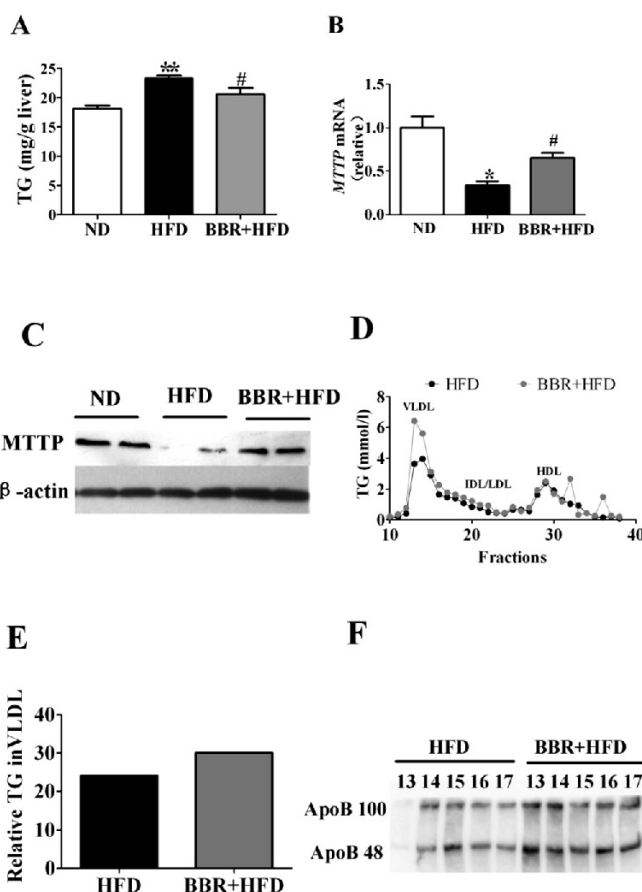 A
TG (mg/g liver)
25
20
15
10
5
0
**
#
ND HFD BBR+HFD
B
MTTP mRNA
(relative)
1.5
1.0
0.5
0.0
*
#
ND HFD BBR+HFD
C
ND HFD BBR+HFD
MTTP
β-actin
D
HFD BBR+HFD
TG (mmol/l)
8
6
4
2
0
VLDL
IDL/LDL
HDL
10 20 30 40
Fractions
E
Relative TG inVLDL
40
30
20
10
0
HFD BBR+HFD
F
HFD BBR+HFD
13 14 15 16 17 13 14 15 16 17
ApoB 100
ApoB 48